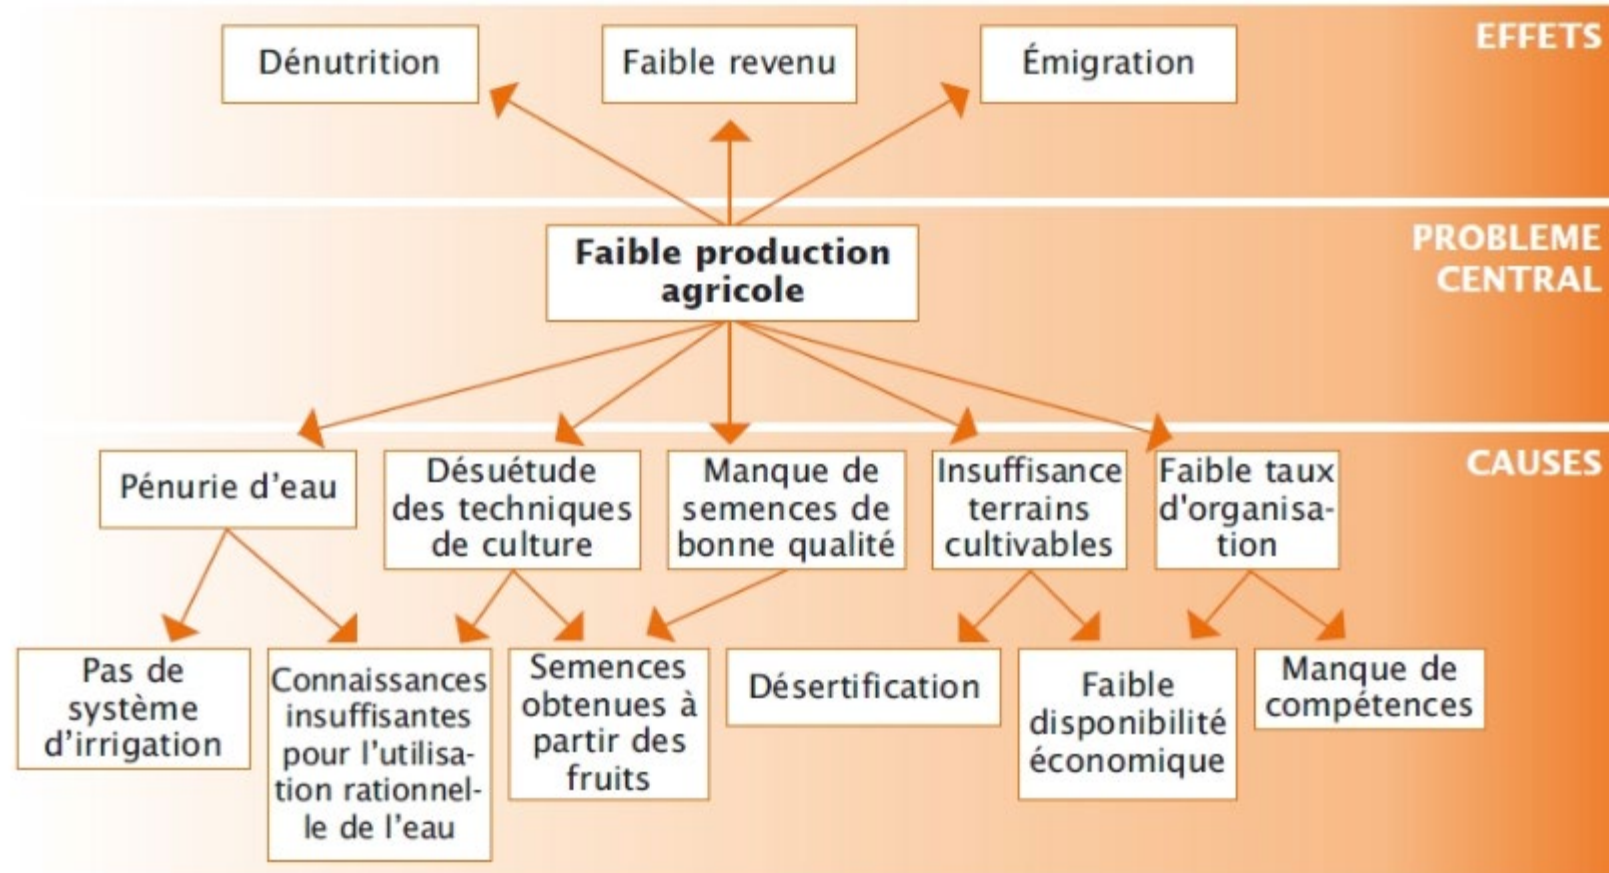 EFFETS
Dénutrition
Faible revenu
Émigration
PROBLEME
CENTRAL
Faible production
agricole
CAUSES
Pénurie d'eau
Désuétude
des techniques
de culture
Manque de
semences de
bonne qualité
Insuffisance
terrains
cultivables
Faible taux
d'organisa-
tion
Pas de
système
d'irrigation
Connaissances
insuffisantes
pour l'utilisa-
tion rationnel-
le de l'eau
Semences
obtenues à
partir des
fruits
Désertification
Faible
disponibilité
économique
Manque de
compétences